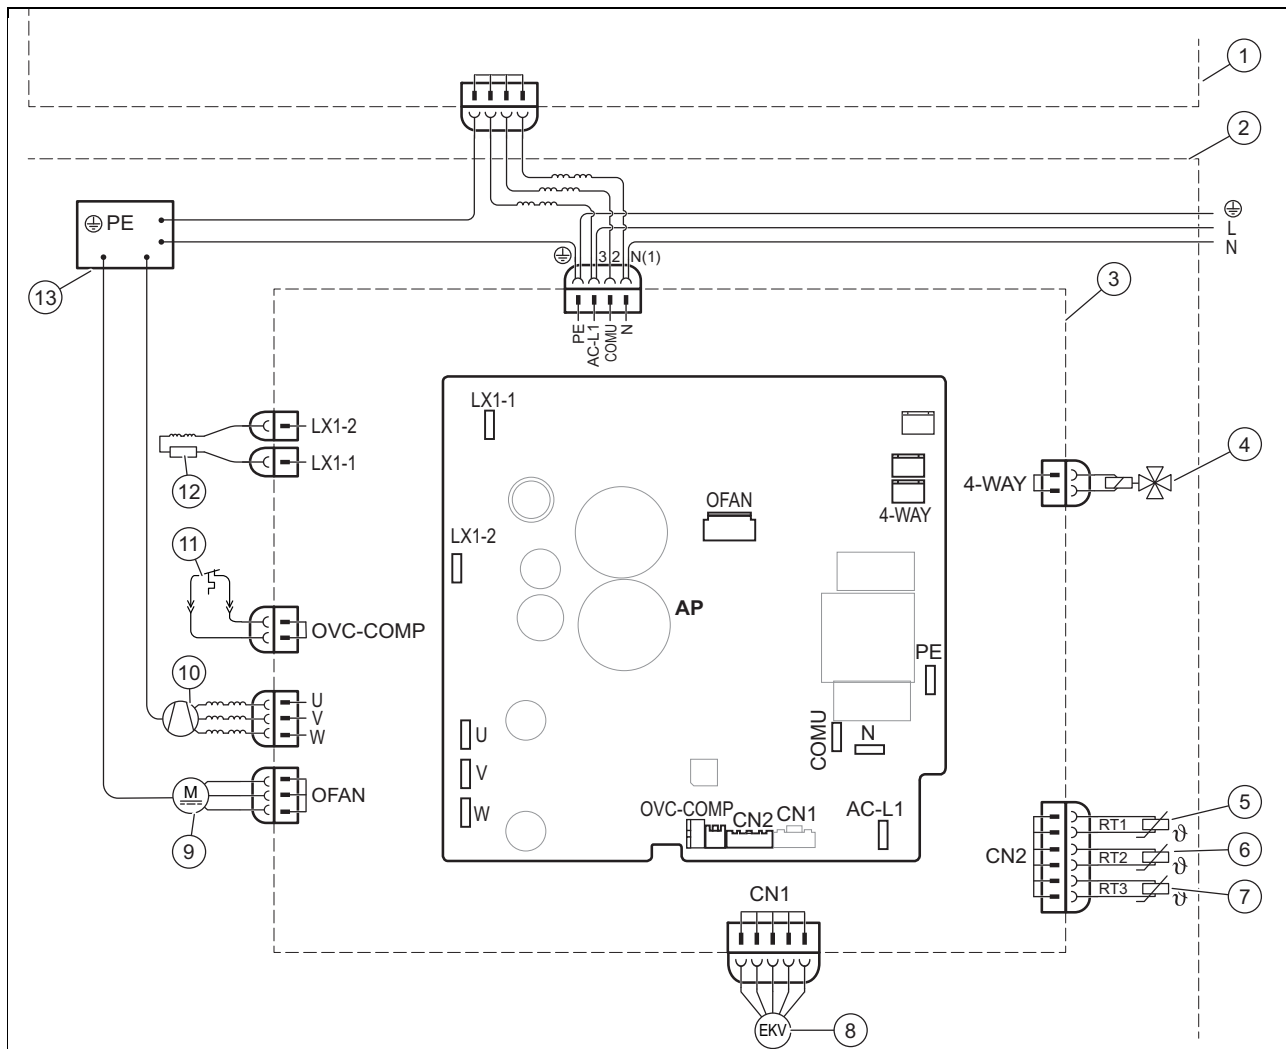 1
2
PE
L
N
3 2 N(1)
13
3
PE
AC-L1
COMU
N
LX1-1
LX1-2
LX1-1
12
4-WAY
4
OFAN
4-WAY
LX1-2
11
AP
OVC-COMP
PE
10
U
V
W
COMU
N
U
V
W
M
OFAN
9
OVC-COMP
CN2
CN1
AC-L1
CN2
RT1
ϑ
5
RT2
ϑ
6
RT3
ϑ
7
CN1
EKV
8